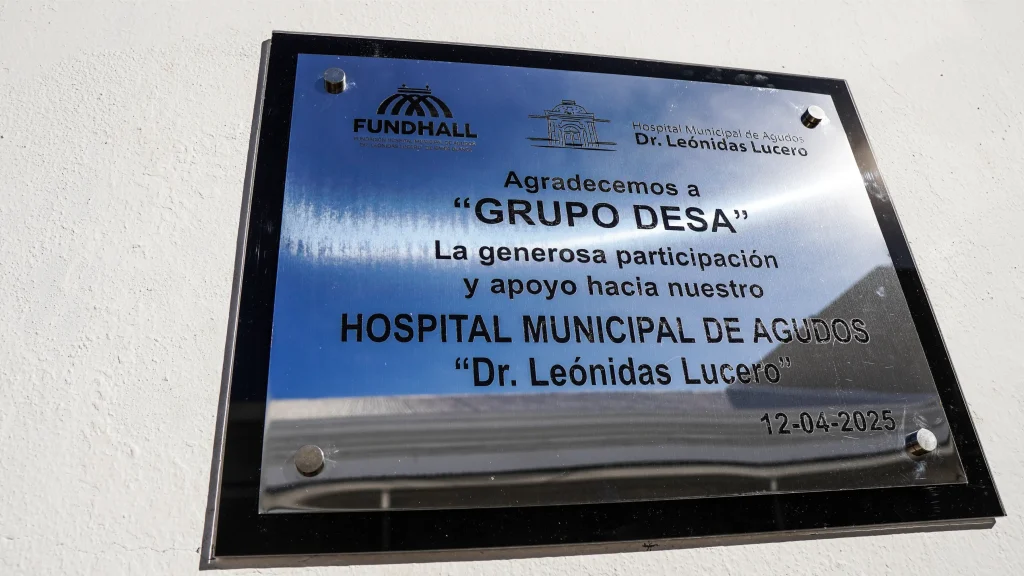 FUNDHALL
Hospital Municipal de Agudos
Dr. Leónidas Lucero
Agradecemos a
“GRUPO DESA”
La generosa participación
y apoyo hacia nuestro
HOSPITAL MUNICIPAL DE AGUDOS
“Dr. Leónidas Lucero”
12-04-2025